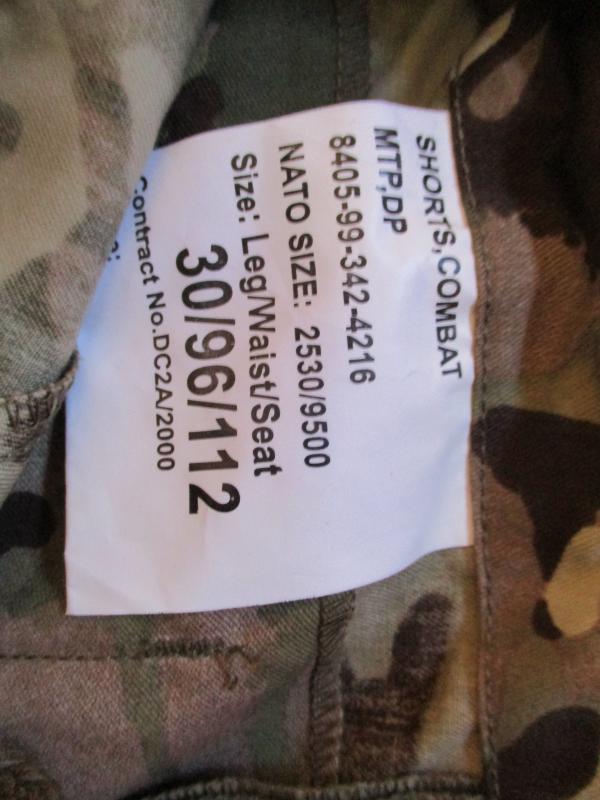 SHORTS, COMBAT
MTP,DP
8405-99-342-4216
NATO SIZE: 2530/9500
Size: Leg/Waist/Seat
30/96/112
Contract No.DC2A/2000